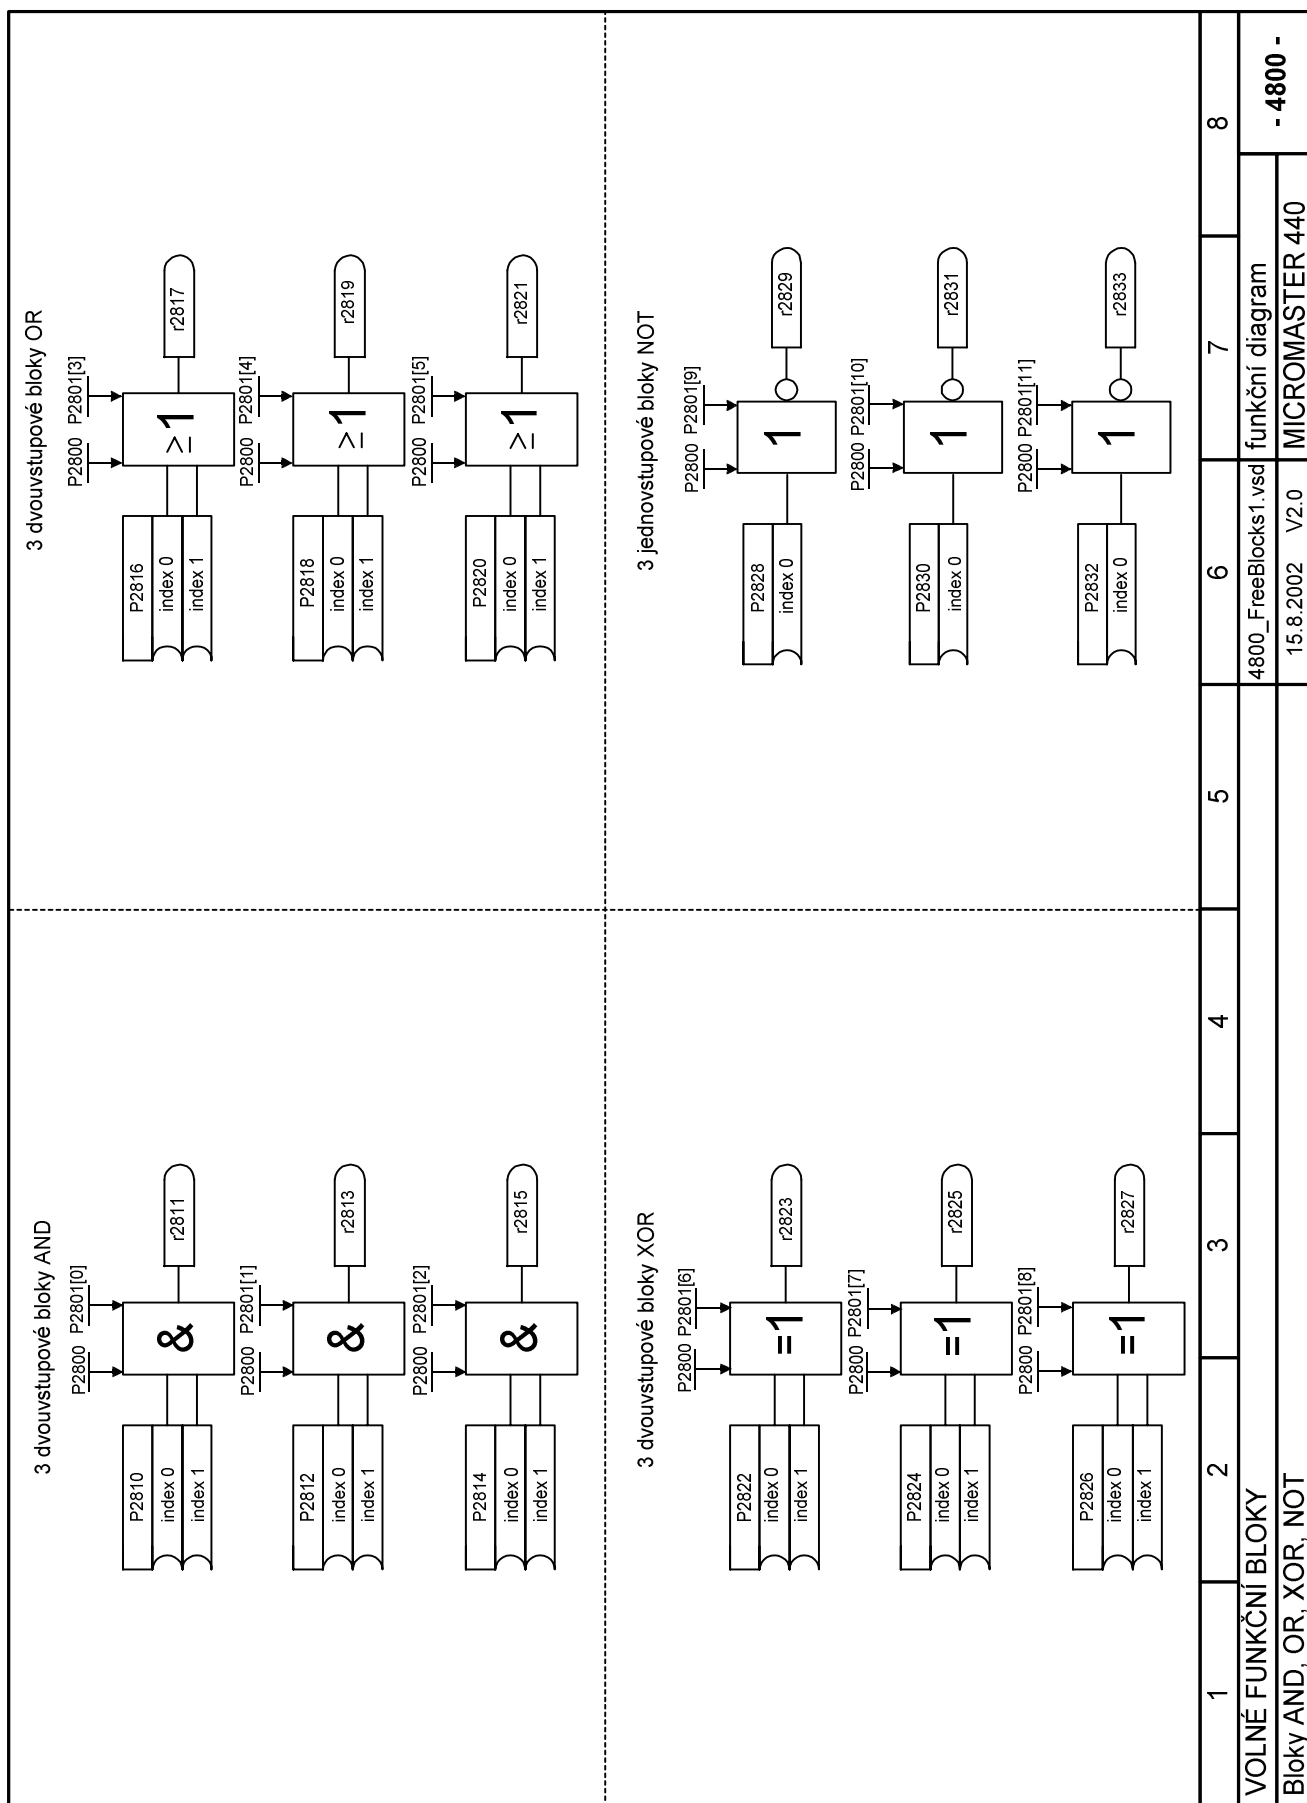 3 dvouvstupové bloky AND
P2800 P2801[0]
P2810
index 0
index 1
&
r2811
P2800 P2801[1]
P2812
index 0
index 1
&
r2813
P2800 P2801[2]
P2814
index 0
index 1
&
r2815
3 dvouvstupové bloky OR
P2800 P2801[3]
P2816
index 0
index 1
≥1
r2817
P2800 P2801[4]
P2818
index 0
index 1
≥1
r2819
P2800 P2801[5]
P2820
index 0
index 1
≥1
r2821
3 dvouvstupové bloky XOR
P2800 P2801[6]
P2822
index 0
index 1
=1
r2823
P2800 P2801[7]
P2824
index 0
index 1
=1
r2825
P2800 P2801[8]
P2826
index 0
index 1
=1
r2827
3 jednovstupové bloky NOT
P2800 P2801[9]
P2828
index 0
1
r2829
P2800 P2801[10]
P2830
index 0
1
r2831
P2800 P2801[11]
P2832
index 0
1
r2833
1 2 3 4 5 6 7 8
VOLNÉ FUNKČNÍ BLOKY 4800_FreeBlocks1.vsd funkční diagram
- 4800 -
Bloky AND, OR, XOR, NOT 15.8.2002 V2.0 MICROMASTER 440